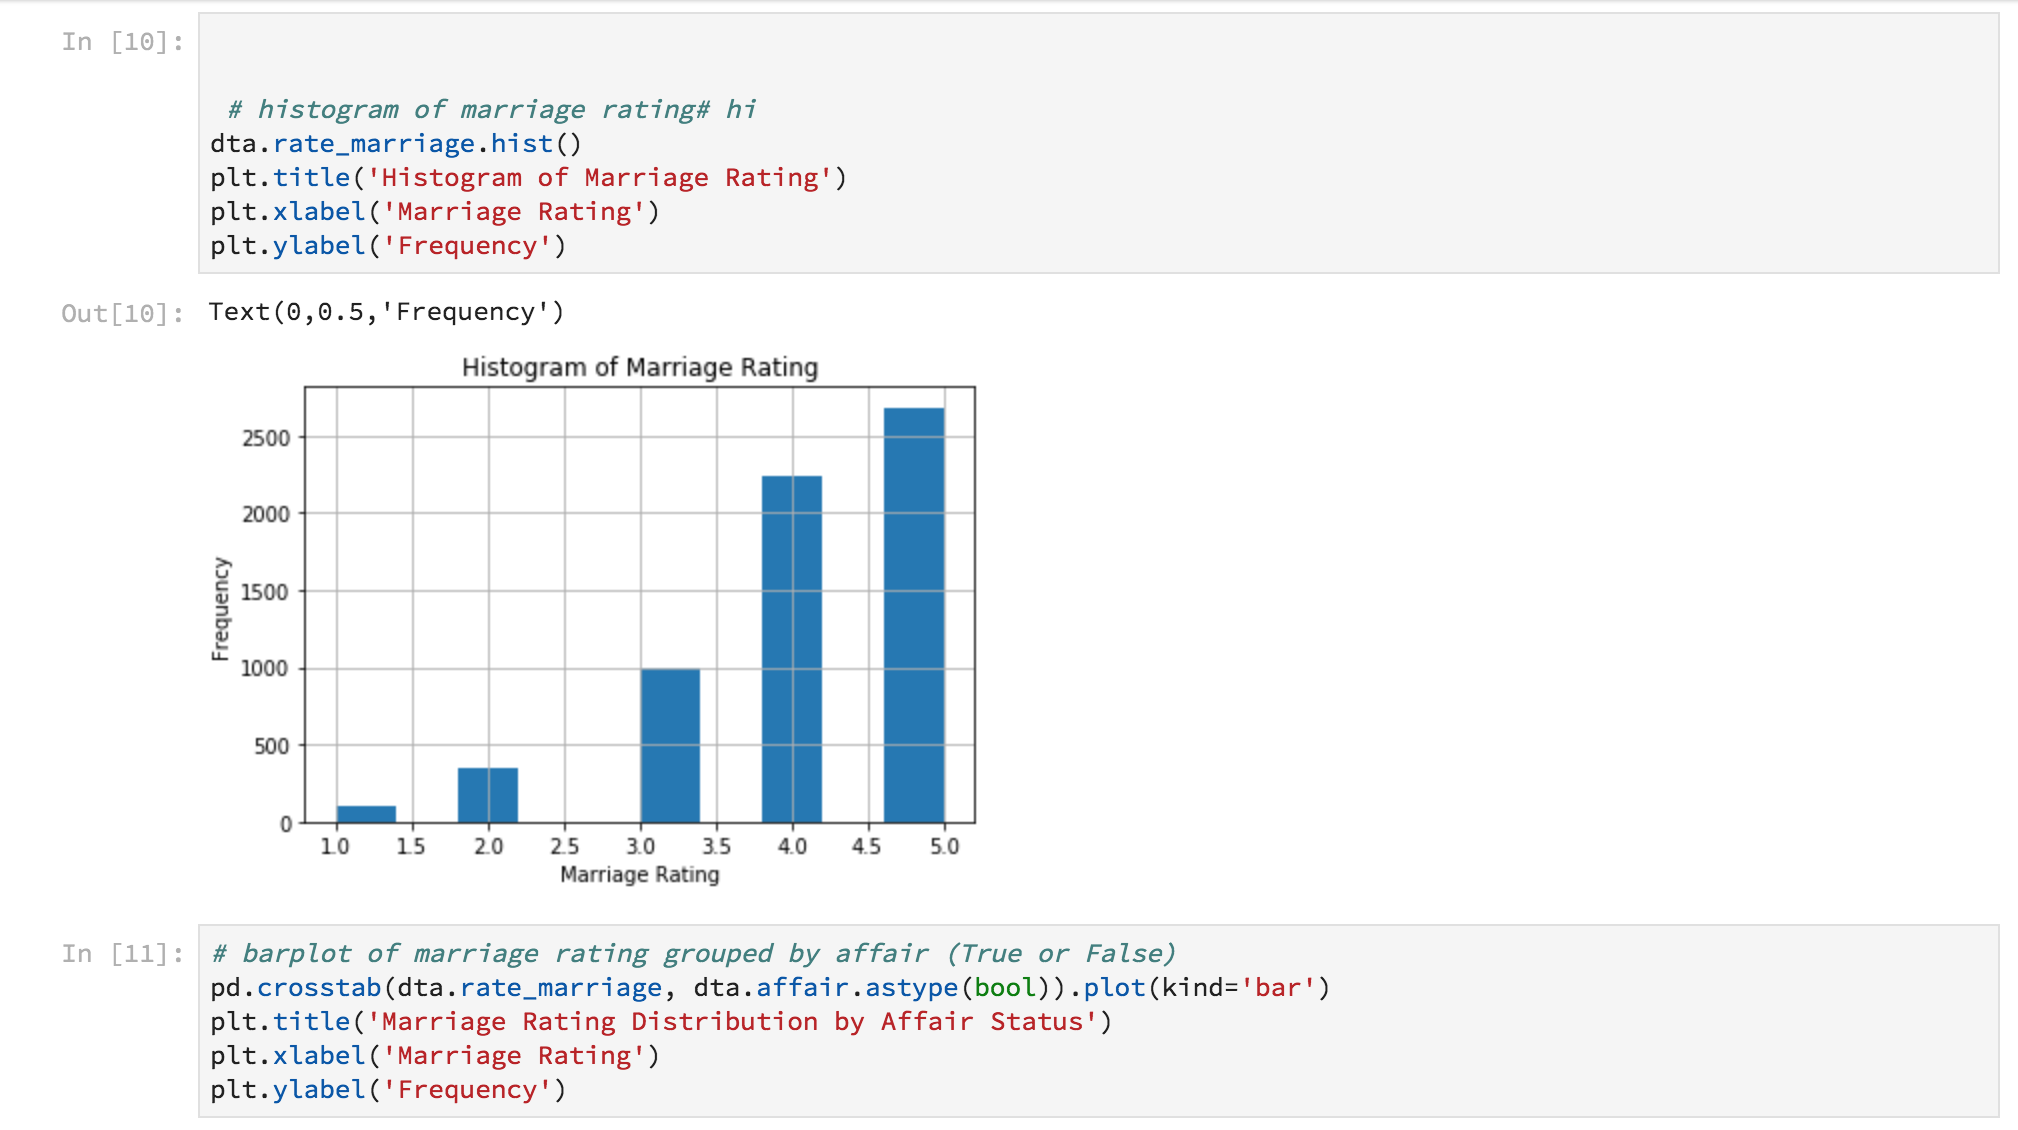 In [10]:
# histogram of marriage rating# hi
dta.rate_marriage.hist()
plt.title('Histogram of Marriage Rating')
plt.xlabel('Marriage Rating')
plt.ylabel('Frequency')
Out[10]: Text(0,0.5,'Frequency')
Histogram of Marriage Rating
2500
2000
1500
1000
500
0
Frequency
1.0 1.5 2.0 2.5 3.0 3.5 4.0 4.5 5.0
Marriage Rating
In [11]: # barplot of marriage rating grouped by affair (True or False)
pd.crosstab(dta.rate_marriage, dta.affair.astype(bool)).plot(kind='bar')
plt.title('Marriage Rating Distribution by Affair Status')
plt.xlabel('Marriage Rating')
plt.ylabel('Frequency')